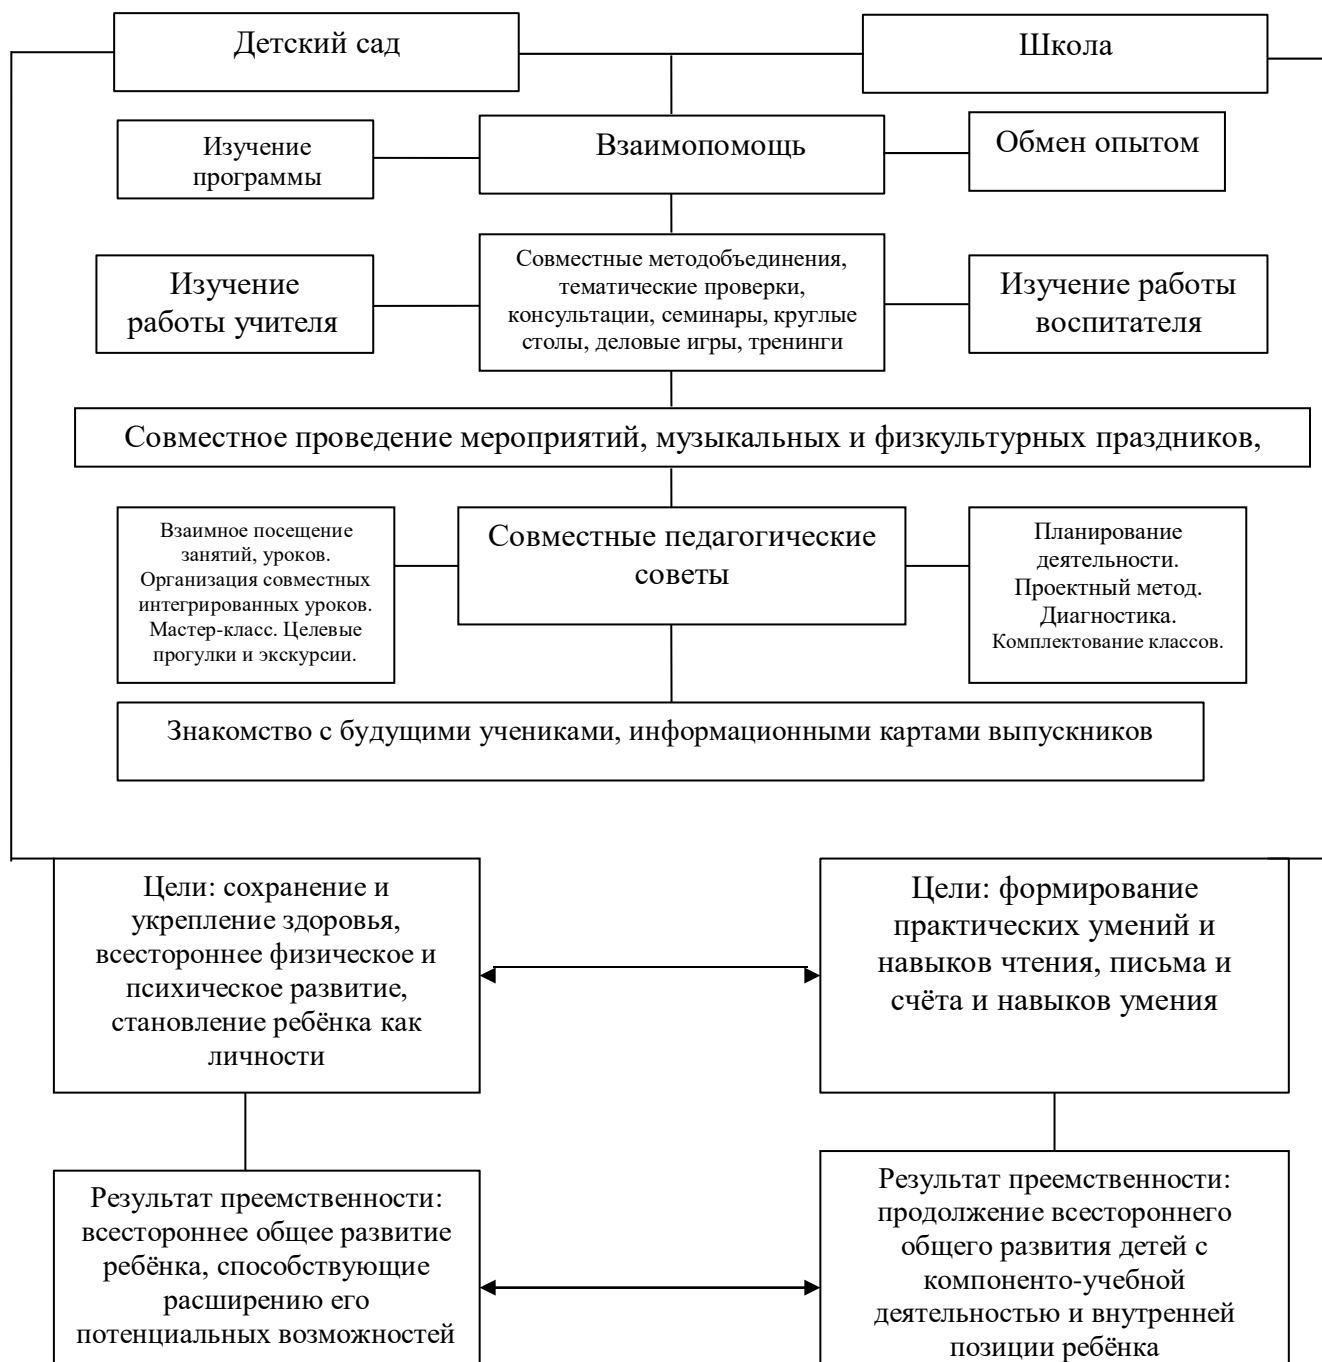 Детский сад
Школа
Изучение
программы
Взаимопомощь
Обмен опытом
Изучение
работы учителя
Совместные методобъединения,
тематические проверки,
консультации, семинары, круглые
столы, деловые игры, тренинги
Изучение работы
воспитателя
Совместное проведение мероприятий, музыкальных и физкультурных праздников,
Взаимное посещение
занятий, уроков.
Организация совместных
интегрированных уроков.
Мастер-класс. Целевые
прогулки и экскурсии.
Совместные педагогические
советы
Планирование
деятельности.
Проектный метод.
Диагностика.
Комплектование классов.
Знакомство с будущими учениками, информационными картами выпускников
Цели: сохранение и
укрепление здоровья,
всестороннее физическое и
психическое развитие,
становление ребёнка как
личности
Цели: формирование
практических умений и
навыков чтения, письма и
счёта и навыков умения
Результат преемственности:
всестороннее общее развитие
ребёнка, способствующие
расширению его
потенциальных возможностей
Результат преемственности:
продолжение всестороннего
общего развития детей с
компоненто-учебной
деятельностью и внутренней
позиции ребёнка